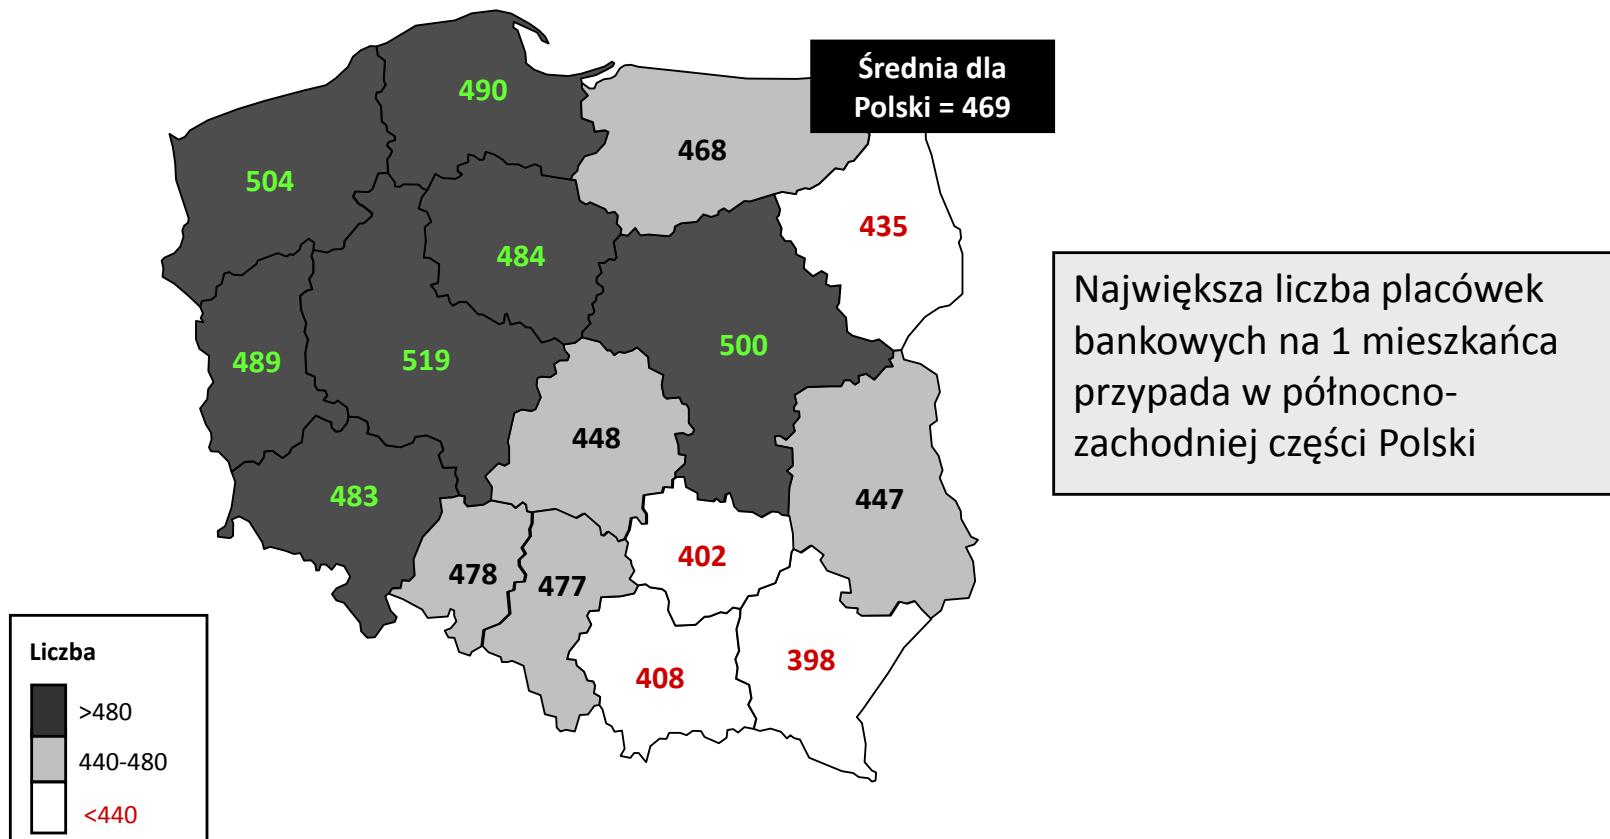 Średnia dla
Polski = 469
490
468
504
435
484
500
519
489
448
483
447
402
478
477
398
408
Największa liczba placówek
bankowych na 1 mieszkańca
przypada w północno-
zachodniej części Polski
Liczba
>480
440-480
<440